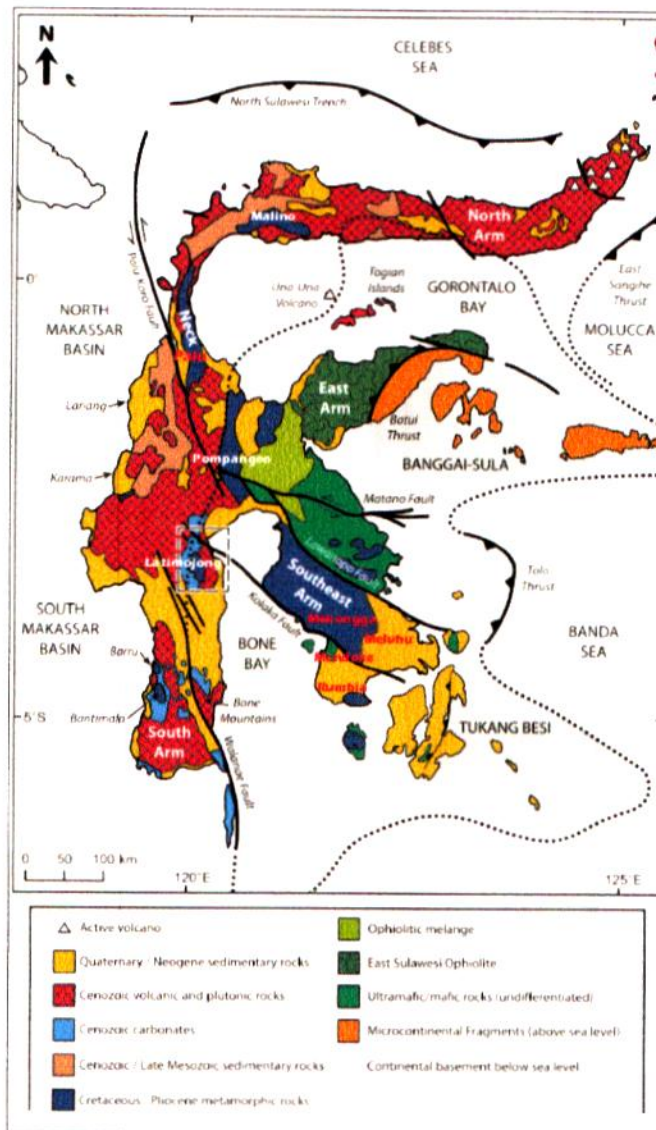 N
CELEBES
SEA
North Sulawesi Trench
Malino
North
Arm
0°
Palu Koro Fault
Una-Una
Volcano
Togian
Islands
GORONTALO
BAY
East
Sangihe
Thrust
NORTH
MAKASSAR
BASIN
Neck
MOLUCCA
SEA
Palu
East
Arm
Lariang
Batui
Thrust
Pompangeo
BANGGAI-SULA
Karama
Matano Fault
Latimojong
Lawanopo Fault
Southeast
Arm
Tolo
Thrust
SOUTH
MAKASSAR
BASIN
BONE
BAY
Kolaka Fault
Mekongga
Meluhu
BANDA
SEA
Barru
Mendoke
Rumbia
Bantimala
Bone
Mountains
5°S
South
Arm
TUKANG BESI
Walanae Fault
0 50 100 km
120°E
125°E
Active volcano
Ophiolitic melange
Quaternary / Neogene sedimentary rocks
East Sulawesi Ophiolite
Cenozoic volcanic and plutonic rocks
Ultramafic/mafic rocks (undifferentiated)
Cenozoic carbonates
Microcontinental Fragments (above sea level)
Cenozoic / Late Mesozoic sedimentary rocks
Continental basement below sea level
Cretaceous - Pliocene metamorphic rocks